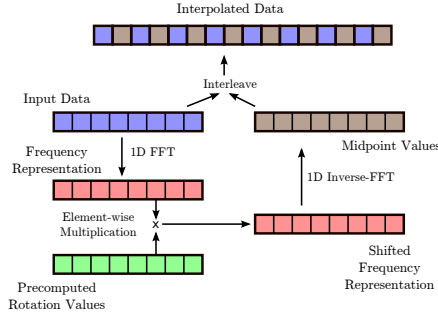 Interpolated Data
Interleave
Input Data
1D FFT
Midpoint Values
Frequency
Representation
1D Inverse-FFT
Element-wise
Multiplication
x
Precomputed
Rotation Values
Shifted
Frequency
Representation